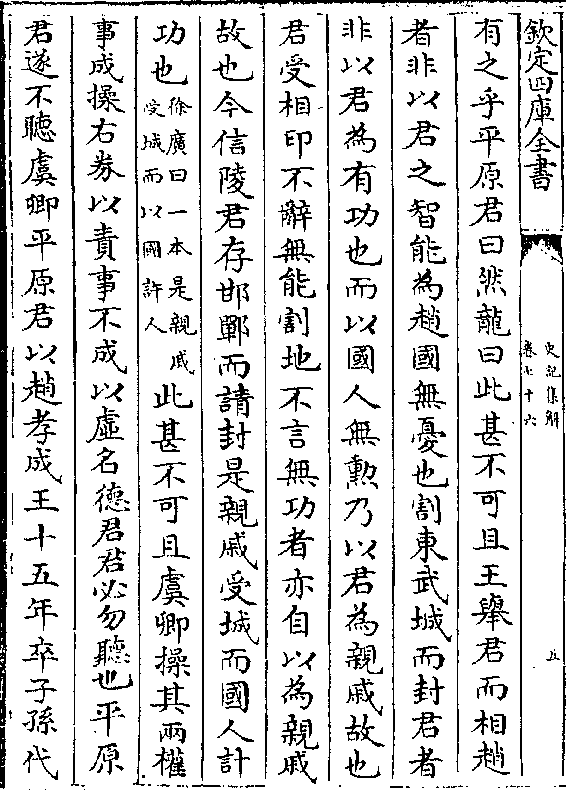 欽定四庫全書
史記集解
卷七十六
五
有之乎平原君曰然龍曰此甚不可且王舉君而相趙
者非以君之智能為趙國無憂也割東武城而封君者
非以君為有功也而以國人無勲乃以君為親戚故也
君受相印不辭無能割地不言無功者亦自以為親戚
故也今信陵君存邯鄲而請封是親戚受城而國人計
功也徐廣曰一本是親戚受城而以國許人此甚不可且虞卿操其兩權
事成操右券以責事不成以虛名德君君必勿聽也平原
君遂不聽虞卿平原君以趙孝成王十五年卒子孫代